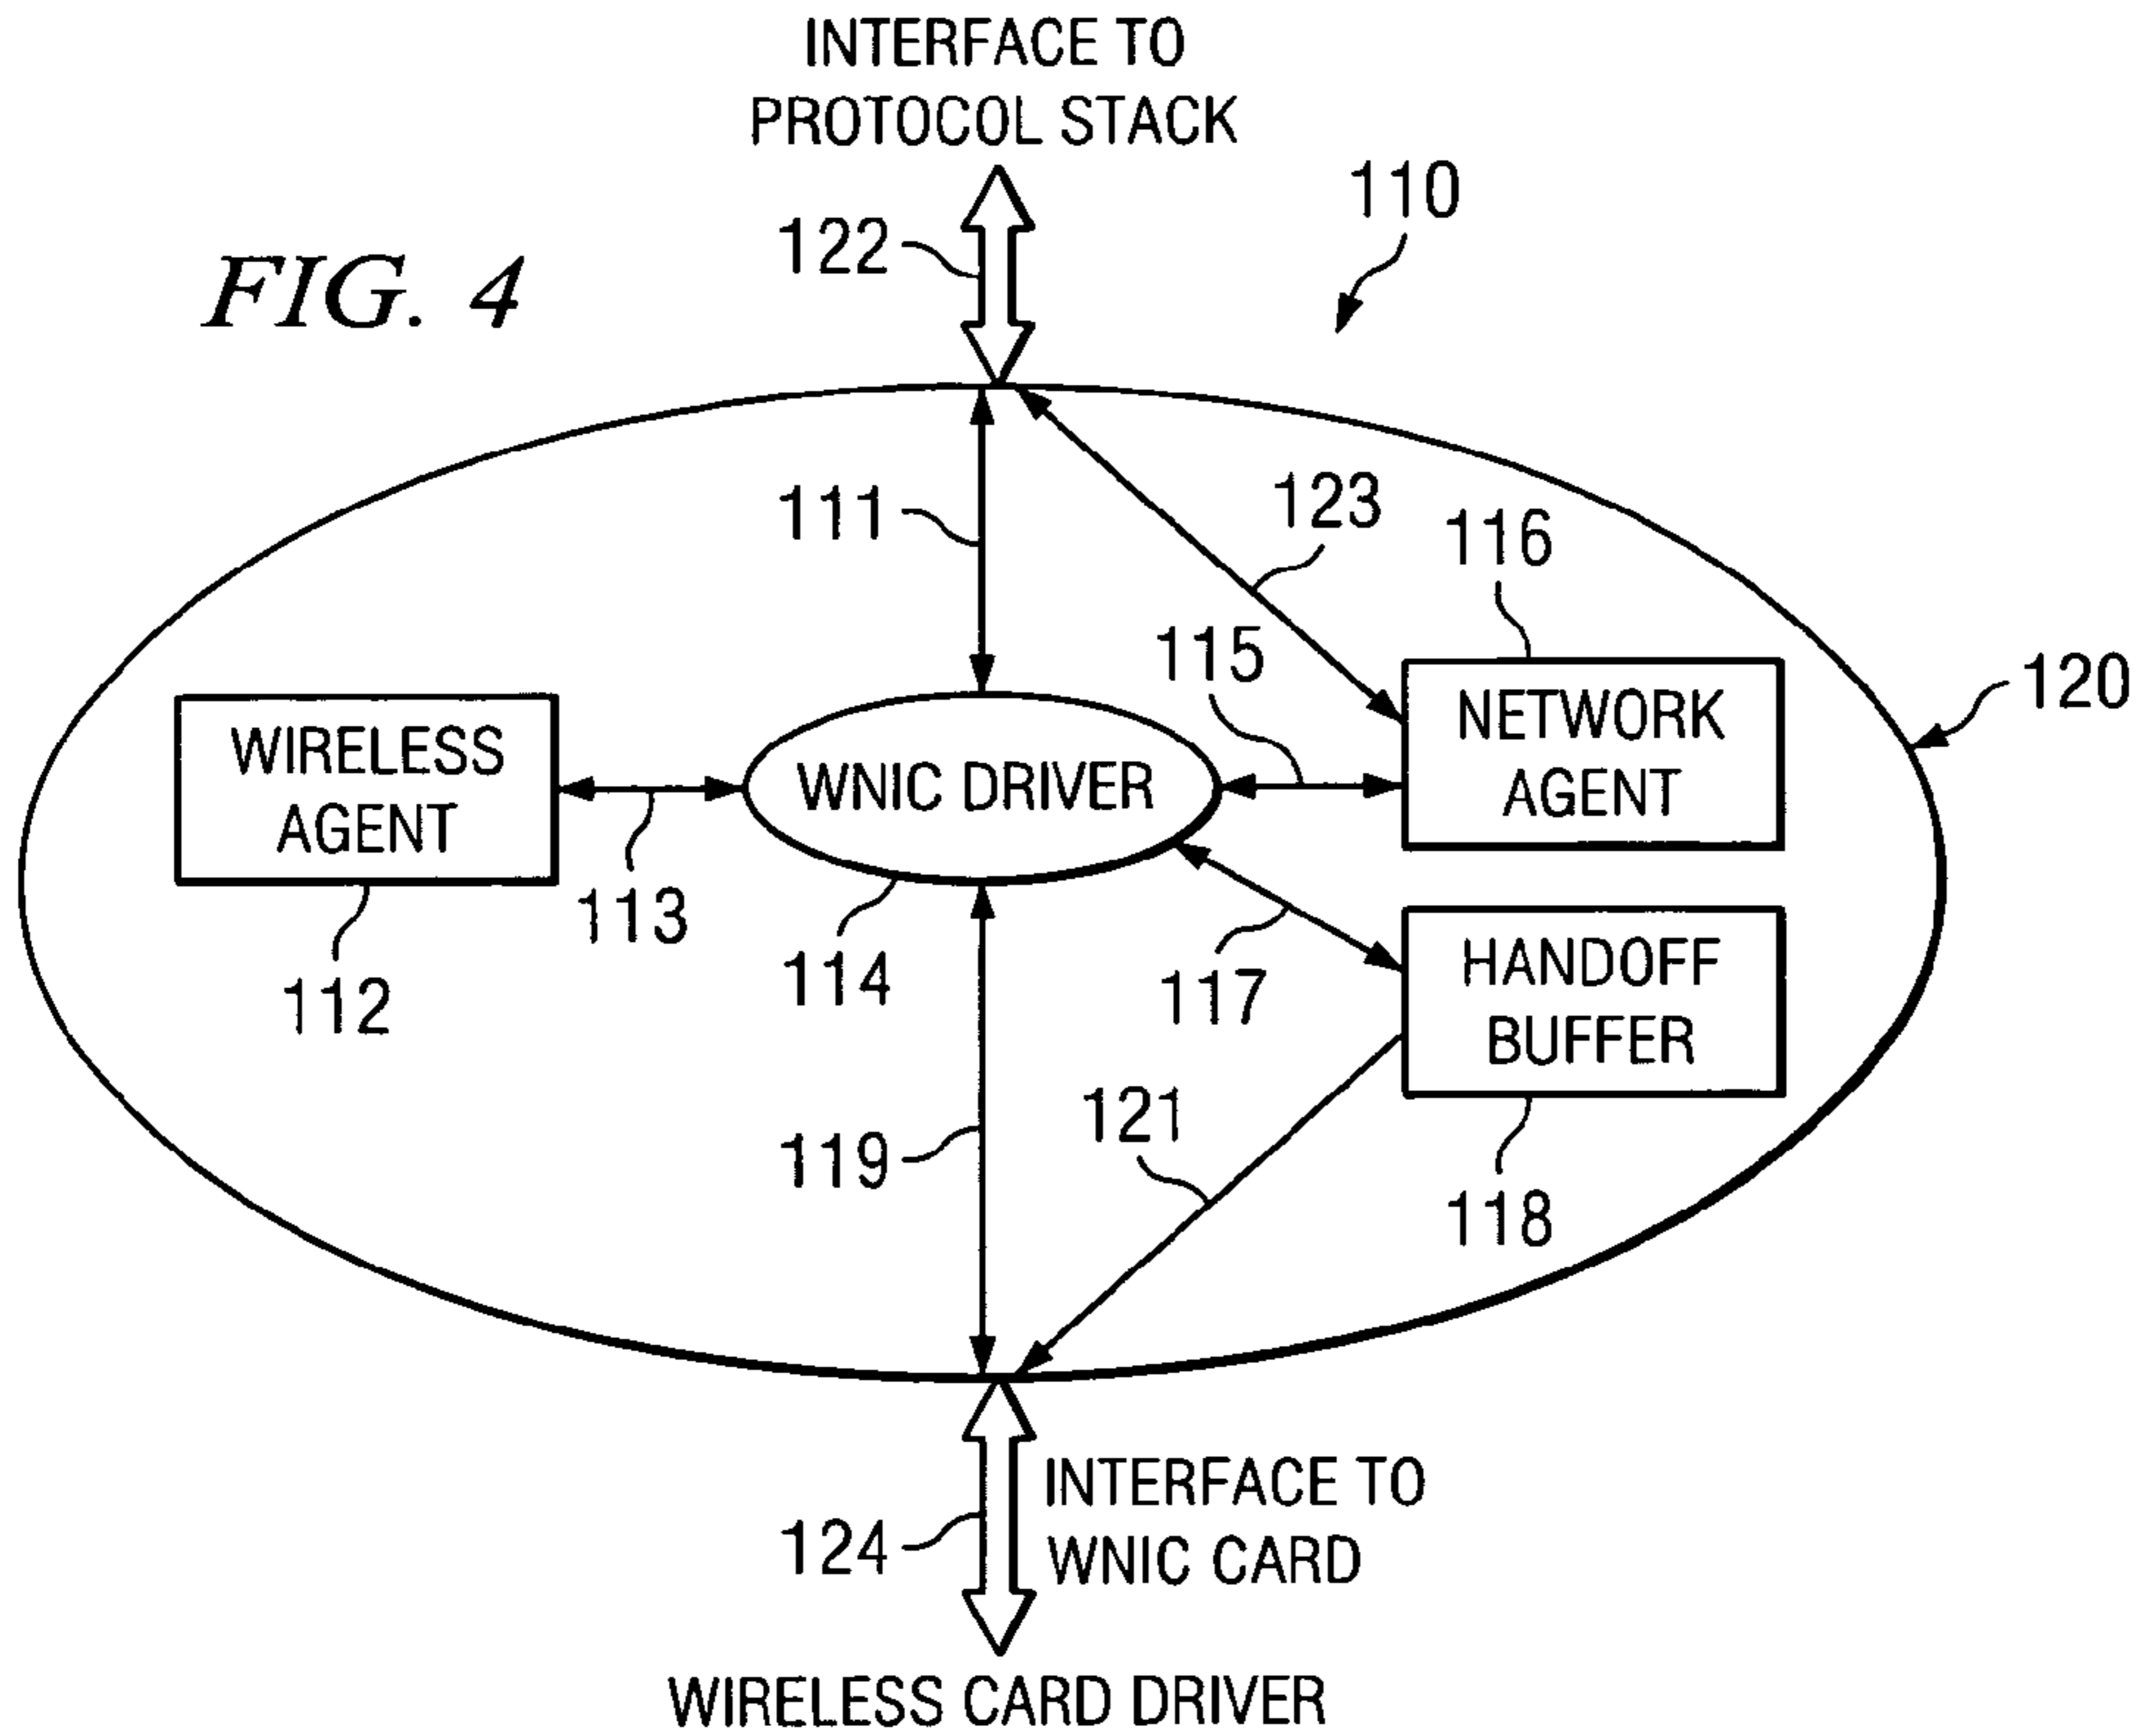 INTERFACE TO
PROTOCOL STACK
110
122
FIG. 4
111
123
116
115
120
NETWORK
AGENT
WIRELESS
AGENT
WNIC DRIVER
113
112
114
117
HANDOFF
BUFFER
119
121
118
INTERFACE TO
WNIC CARD
124
WIRELESS CARD DRIVER